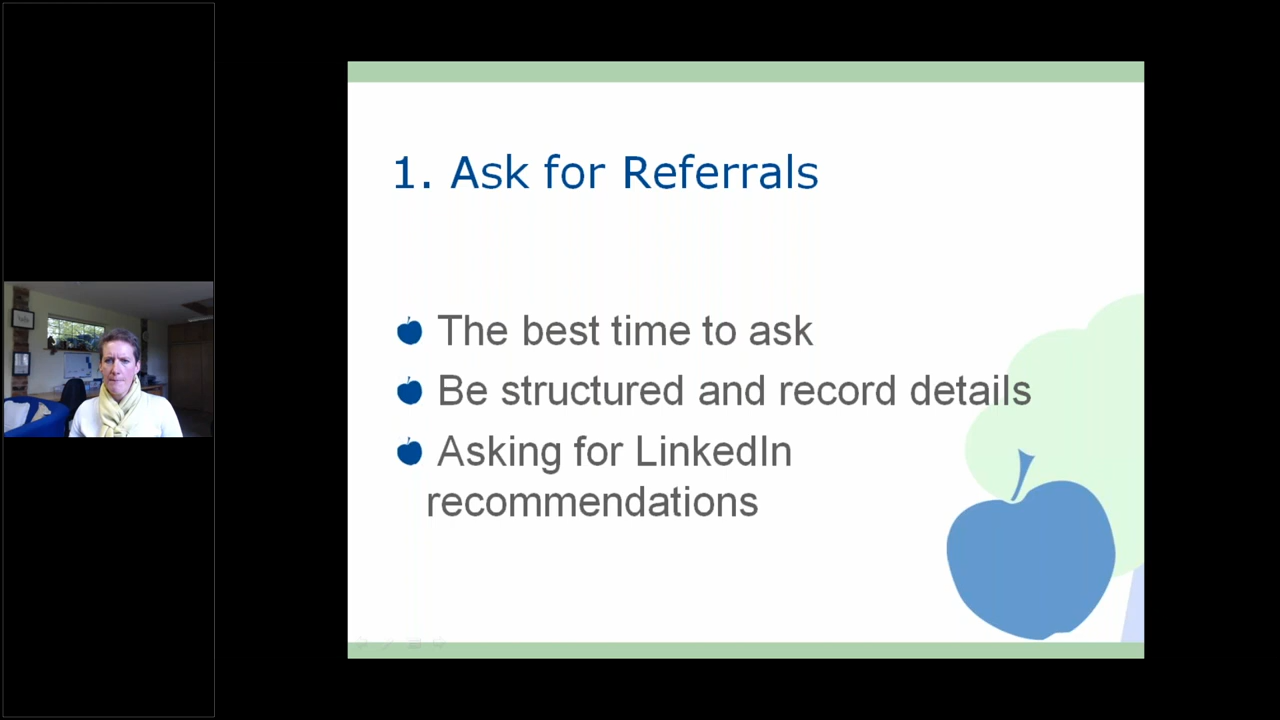 1. Ask for Referrals
The best time to ask
Be structured and record details
Asking for LinkedIn
recommendations